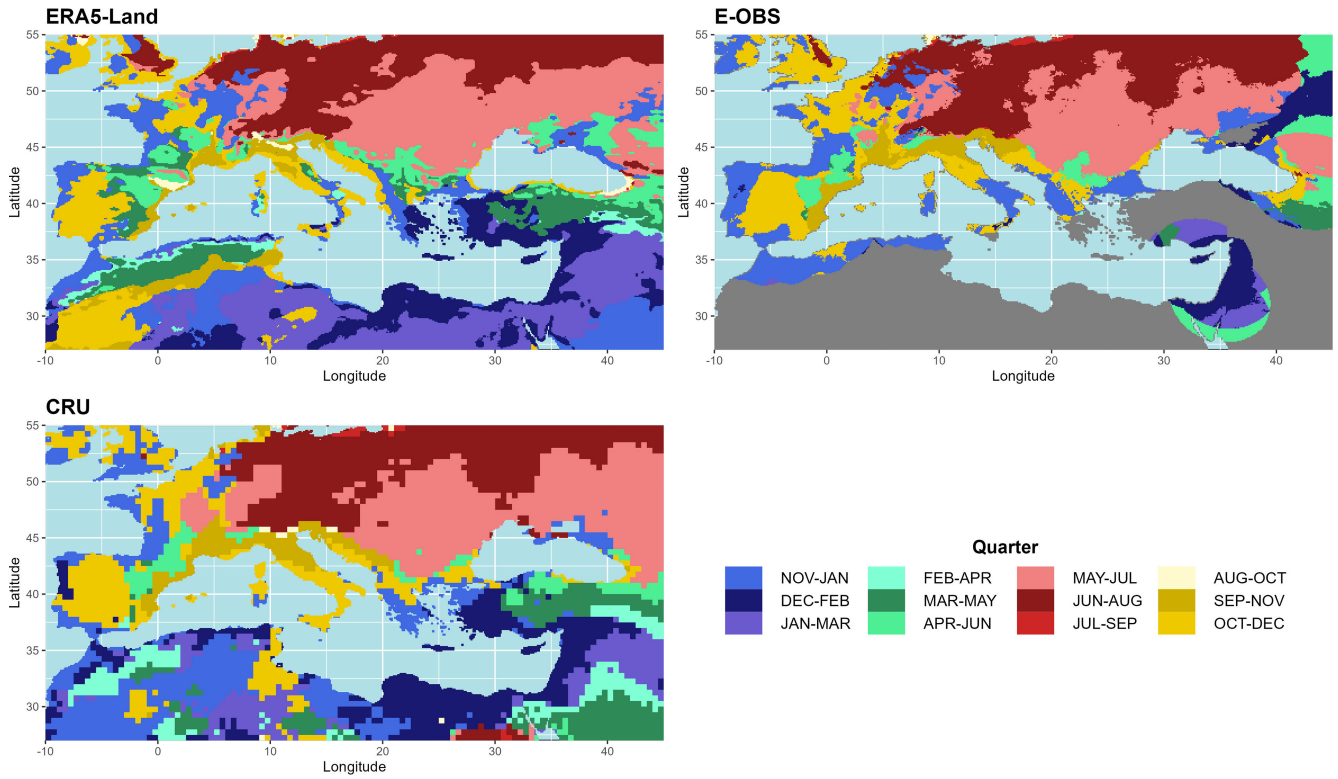 ERA5-Land
55
50
45
40
35
30
Latitude
-10 0 10 20 30 40
Longitude
E-OBS
55
50
45
40
35
30
Latitude
-10 0 10 20 30 40
Longitude
CRU
55
50
45
40
35
30
Latitude
-10 0 10 20 30 40
Longitude
Quarter
NOV-JAN FEB-APR MAY-JUL AUG-OCT
DEC-FEB MAR-MAY JUN-AUG SEP-NOV
JAN-MAR APR-JUN JUL-SEP OCT-DEC